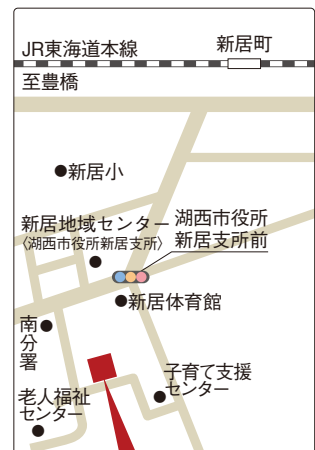 JR東海道本線
新居町
至豊橋
●新居小
新居地域センター
〈湖西市役所新居支所〉
湖西市役所
新居支所前
●新居体育館
南分署●
子育て支援
センター
老人福祉
センター